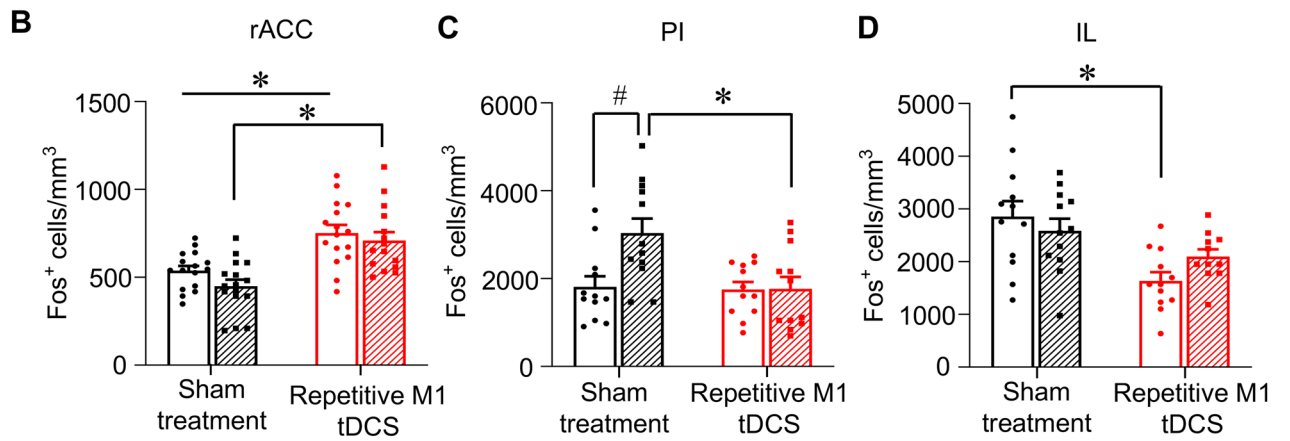 B
rACC
*
*
1500
1000
500
0
Fos+ cells/mm3
Sham
treatment
Repetitive M1
tDCS
C
PI
#
*
6000
4000
2000
0
Fos+ cells/mm3
Sham
treatment
Repetitive M1
tDCS
D
IL
*
5000
4000
3000
2000
1000
0
Fos+ cells/mm3
Sham
treatment
Repetitive M1
tDCS